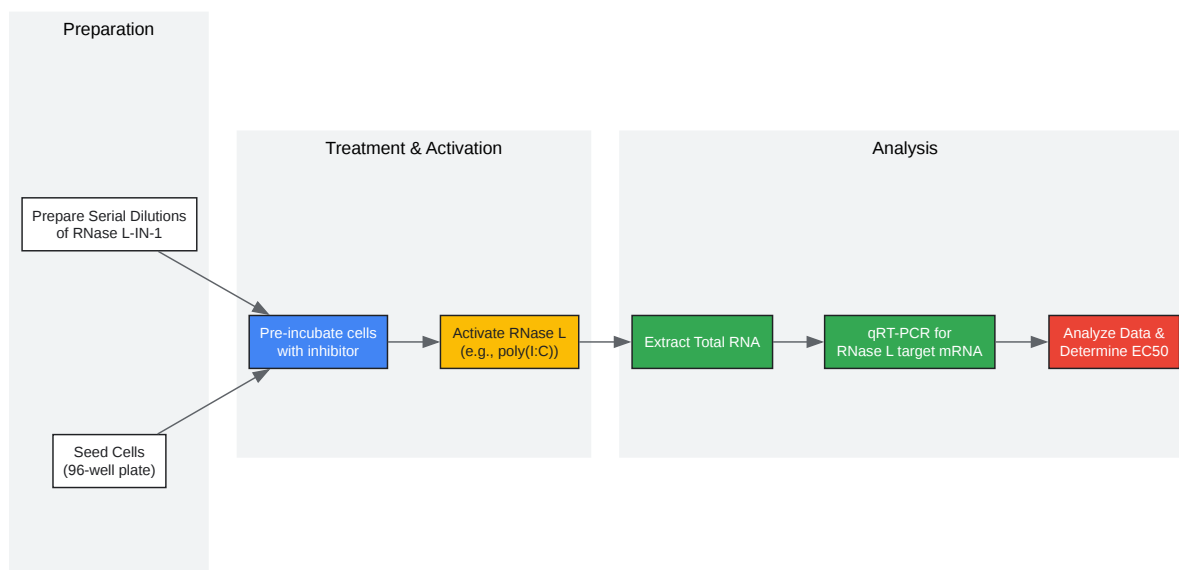 Preparation
Treatment & Activation
Analysis
Prepare Serial Dilutions
of RNase L-IN-1
Seed Cells
(96-well plate)
Pre-incubate cells
with inhibitor
Activate RNase L
(e.g., poly(I:C))
Extract Total RNA
qRT-PCR for
RNase L target mRNA
Analyze Data &
Determine EC50